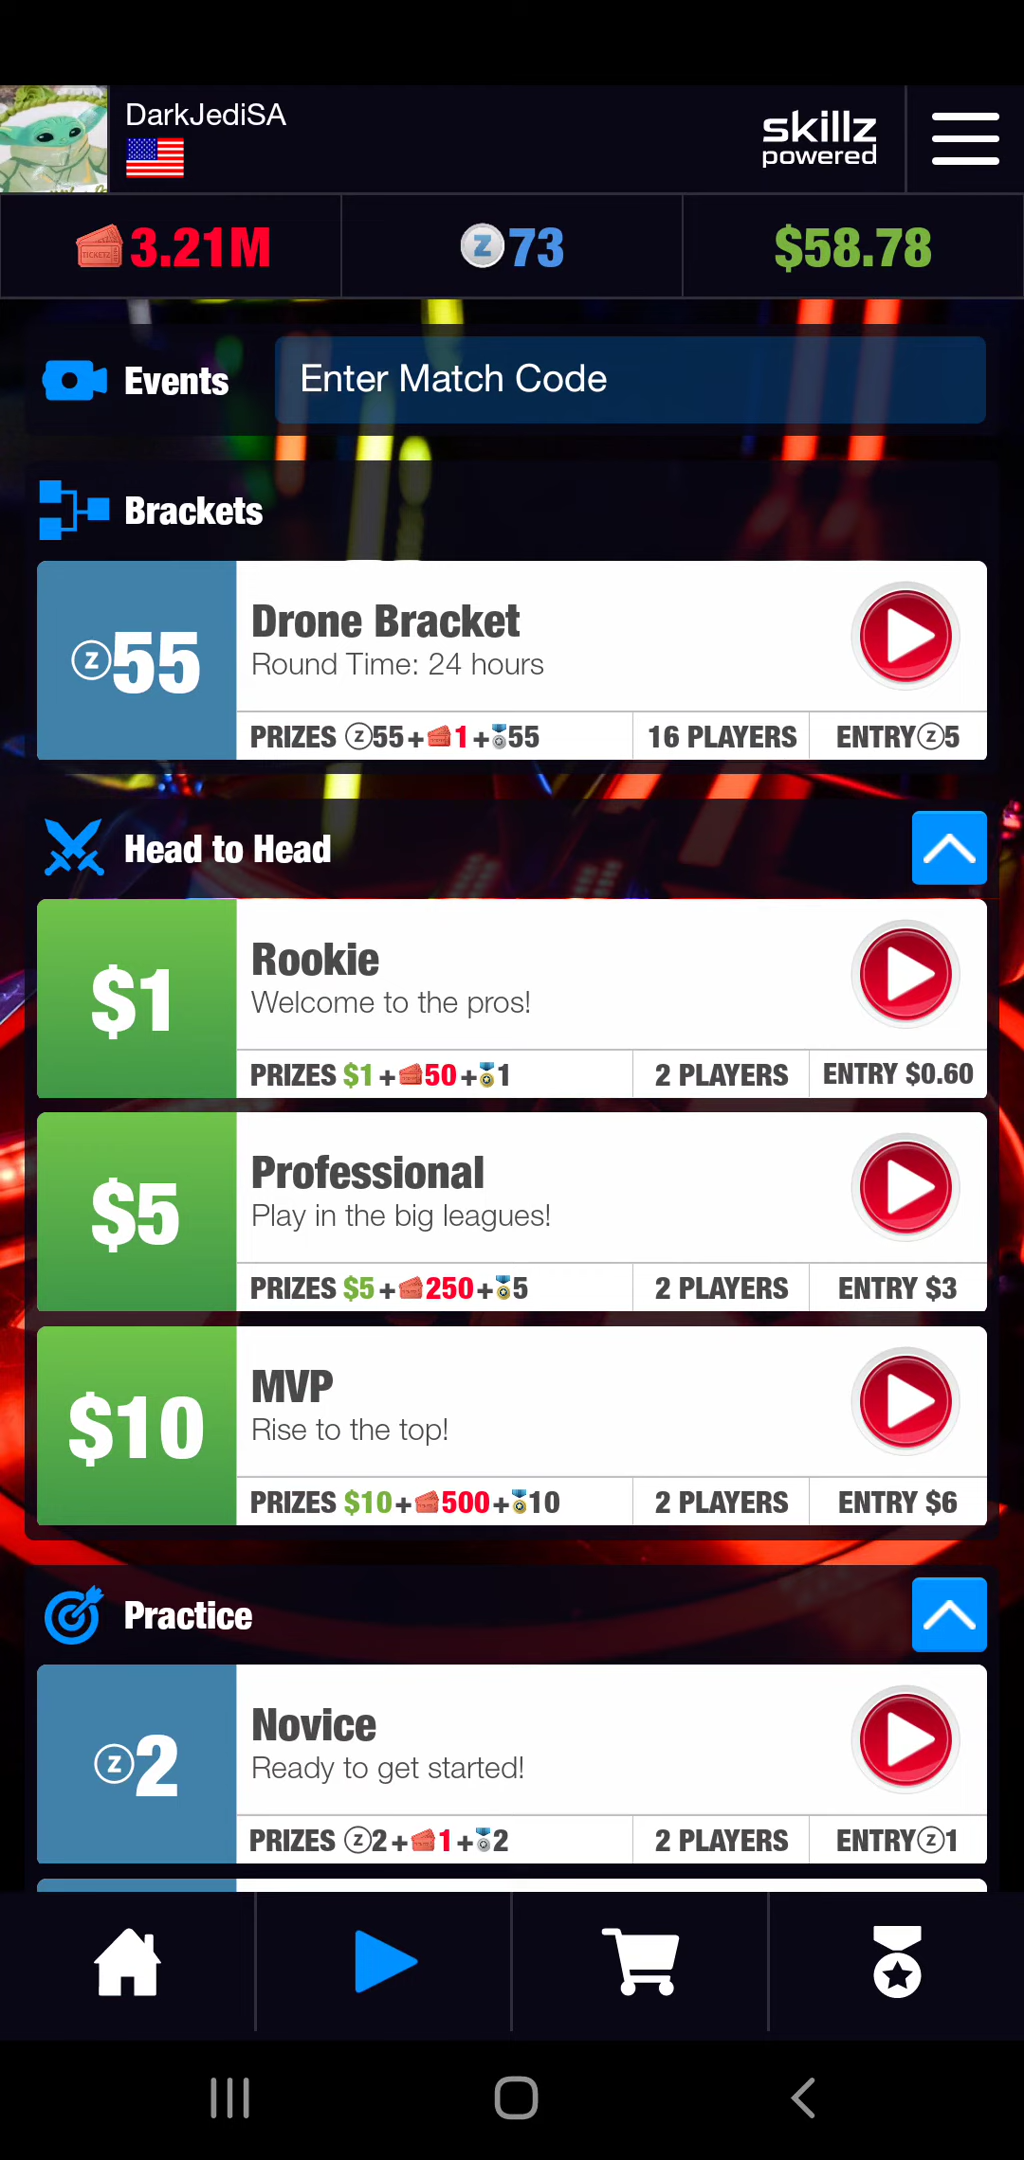 DarkJediSA
skillz
powered
TICKETZ 3.21M
Z 73
$58.78
Events
Enter Match Code
Brackets
Z 55
Drone Bracket
Round Time: 24 hours
PRIZES Z 55 + 1 + 55
16 PLAYERS
ENTRY Z 5
Head to Head
$1
Rookie
Welcome to the pros!
PRIZES $1 + 50 + 1
2 PLAYERS
ENTRY $0.60
$5
Professional
Play in the big leagues!
PRIZES $5 + 250 + 5
2 PLAYERS
ENTRY $3
$10
MVP
Rise to the top!
PRIZES $10 + 500 + 10
2 PLAYERS
ENTRY $6
Practice
Z 2
Novice
Ready to get started!
PRIZES Z 2 + 1 + 2
2 PLAYERS
ENTRY Z 1